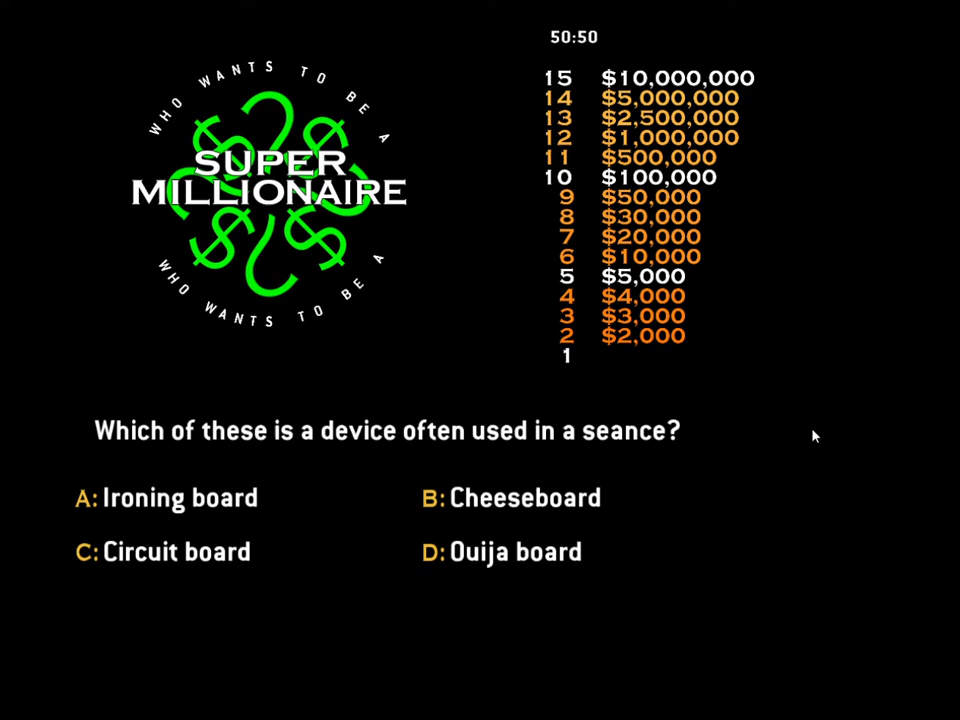 50:50
WHO WANTS TO BE A
SUPER
MILLIONAIRE
WHO WANTS TO BE A
15 $10,000,000
14 $5,000,000
13 $2,500,000
12 $1,000,000
11 $500,000
10 $100,000
9 $50,000
8 $30,000
7 $20,000
6 $10,000
5 $5,000
4 $4,000
3 $3,000
2 $2,000
1
Which of these is a device often used in a seance?
A: Ironing board
B: Cheeseboard
C: Circuit board
D: Ouija board